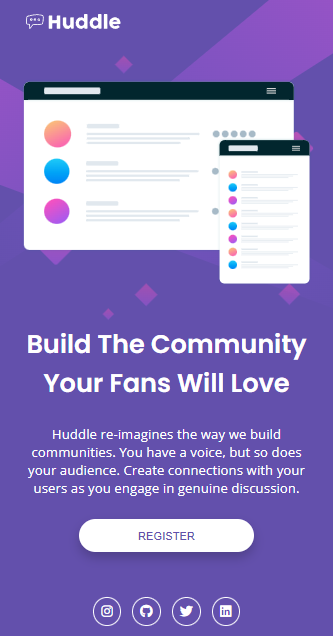 Huddle
Build The Community
Your Fans Will Love
Huddle re-imagines the way we build
communities. You have a voice, but so does
your audience. Create connections with your
users as you engage in genuine discussion.
REGISTER